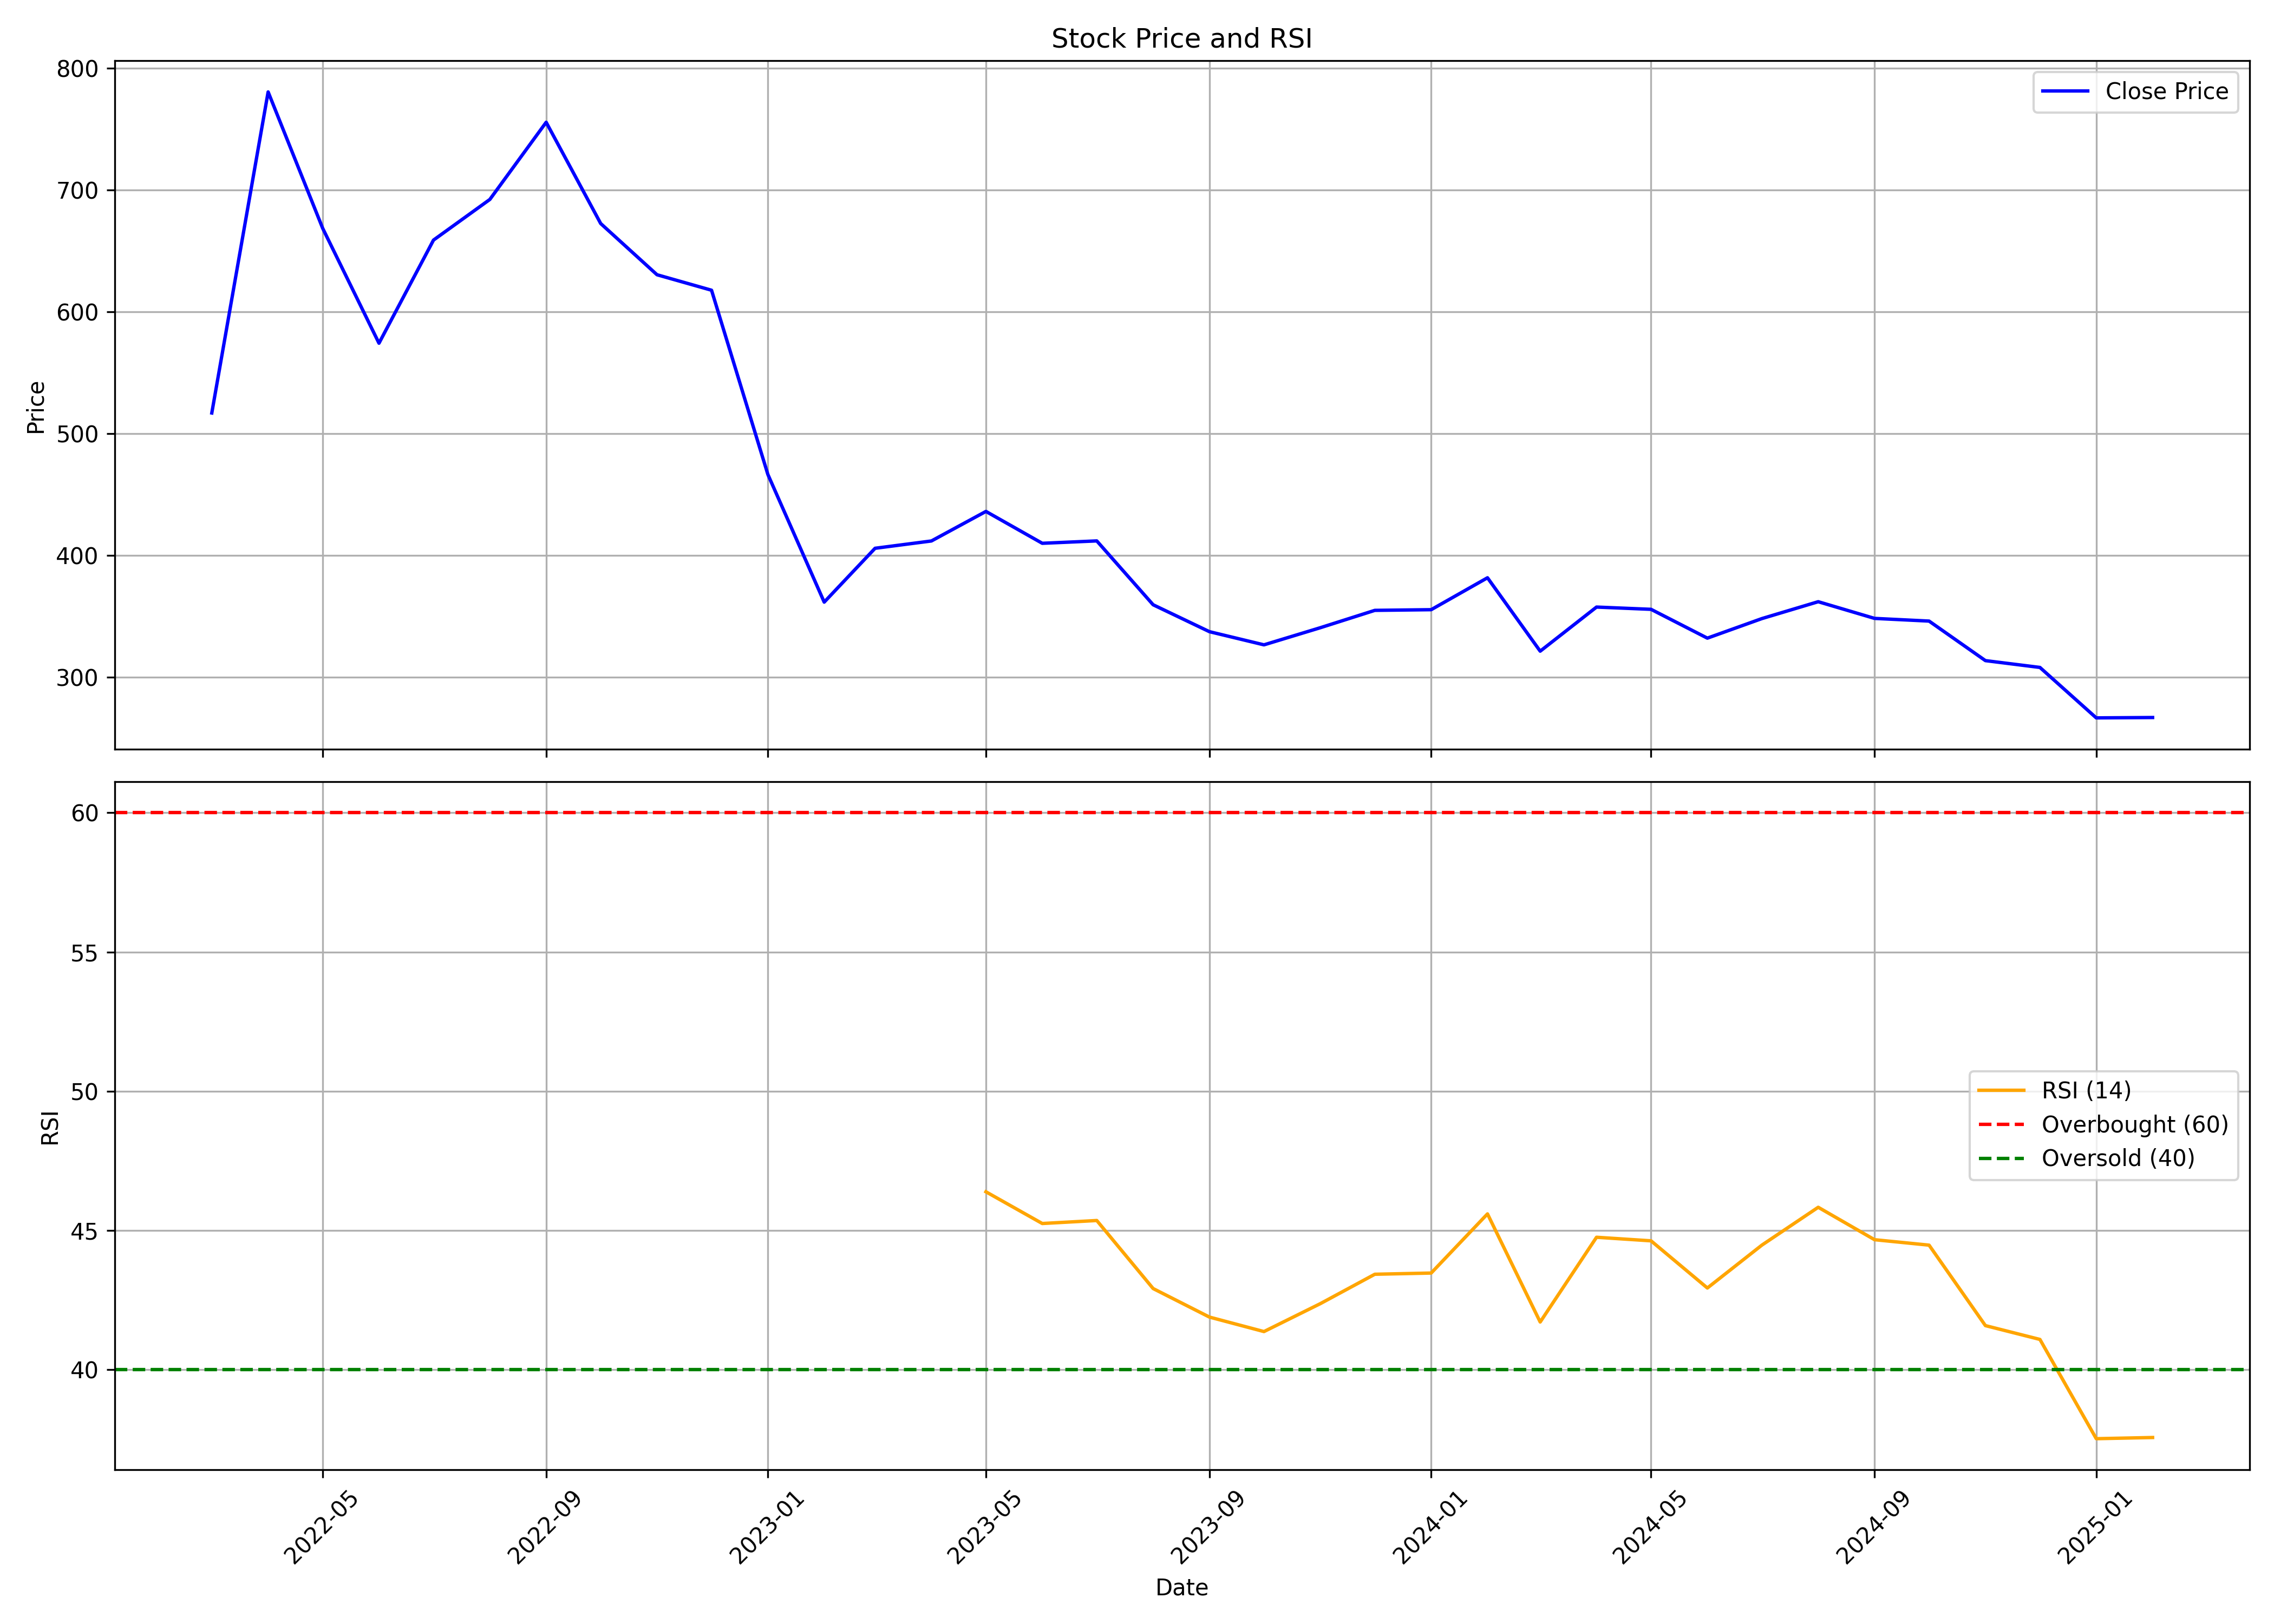 Stock Price and RSI
800
700
600
500
400
300
Price
Close Price
60
55
50
45
40
RSI
RSI (14)
Overbought (60)
Oversold (40)
2022-05
2022-09
2023-01
2023-05
2023-09
2024-01
2024-05
2024-09
2025-01
Date